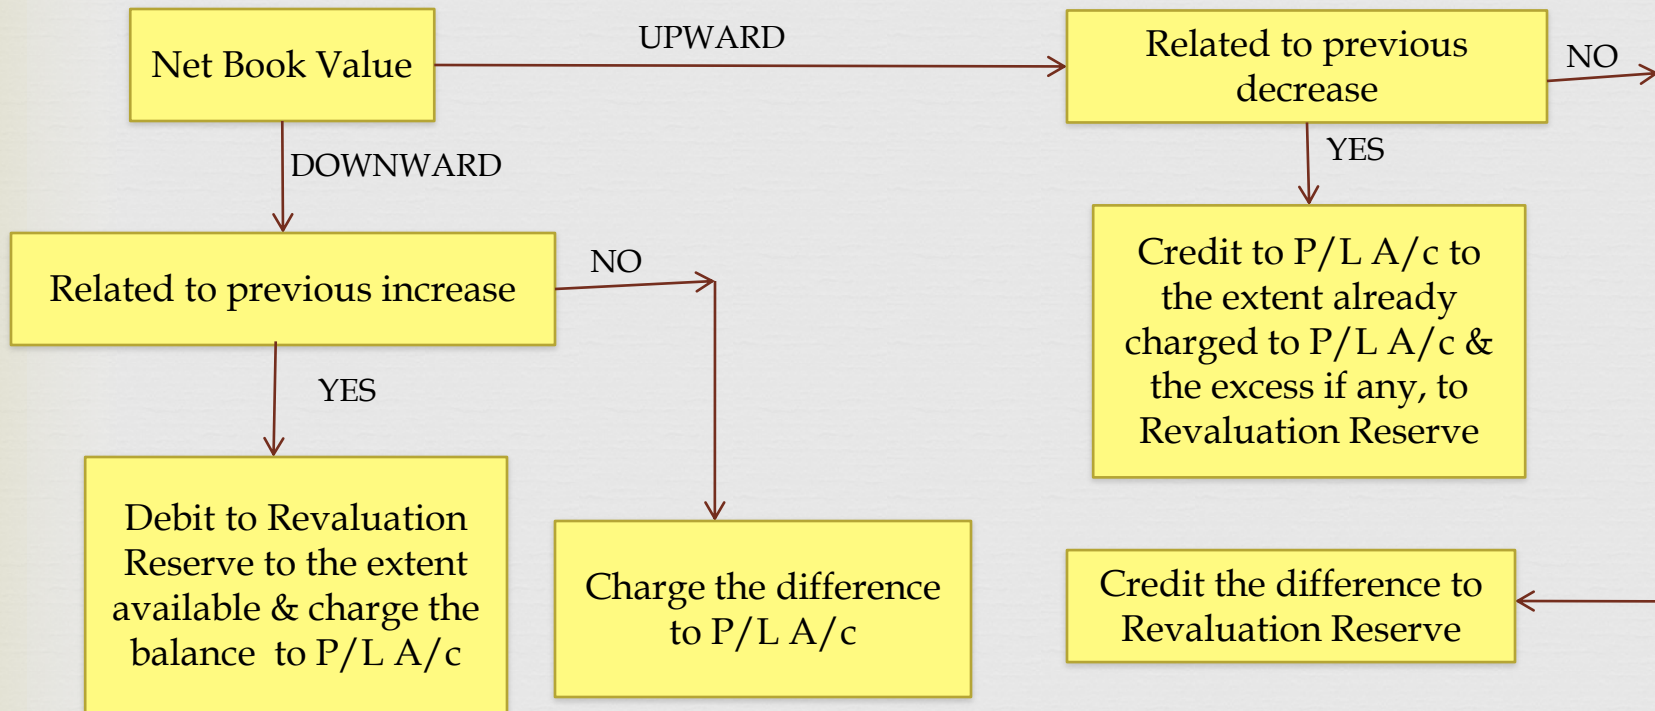 Net Book Value
UPWARD
Related to previous
decrease
NO
DOWNWARD
YES
Related to previous increase
NO
Credit to P/L A/c to
the extent already
charged to P/L A/c &
the excess if any, to
Revaluation Reserve
YES
Debit to Revaluation
Reserve to the extent
available & charge the
balance to P/L A/c
Charge the difference
to P/L A/c
Credit the difference to
Revaluation Reserve